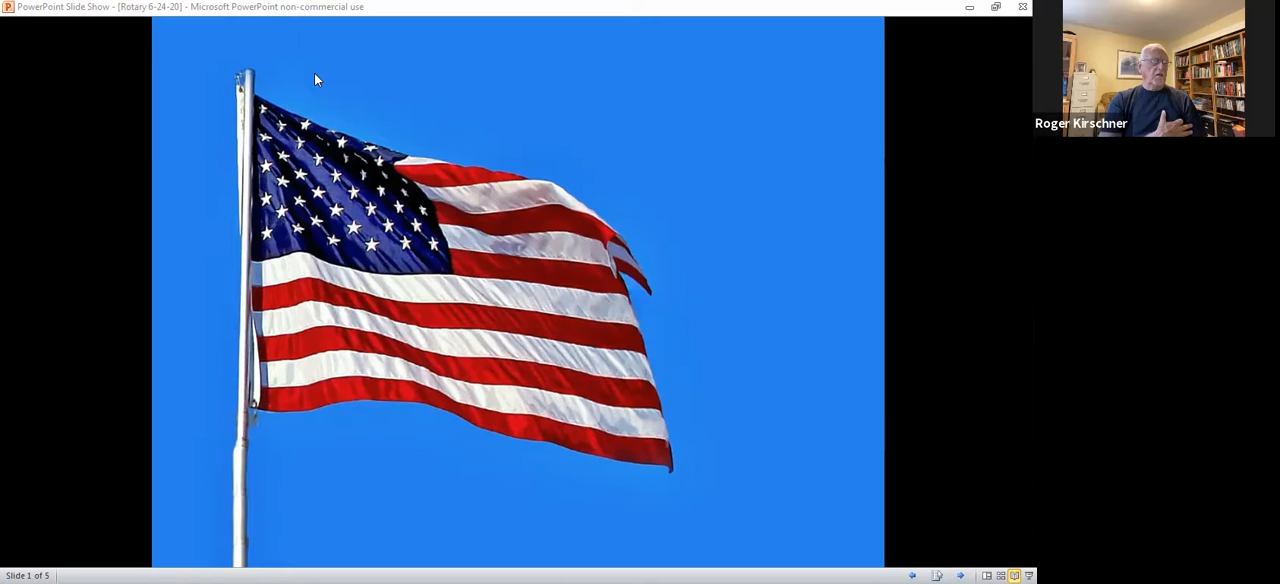 PowerPoint Slide Show - [Rotary 6-24-20] - Microsoft PowerPoint non-commercial use
Roger Kirschner
Slide 1 of 5